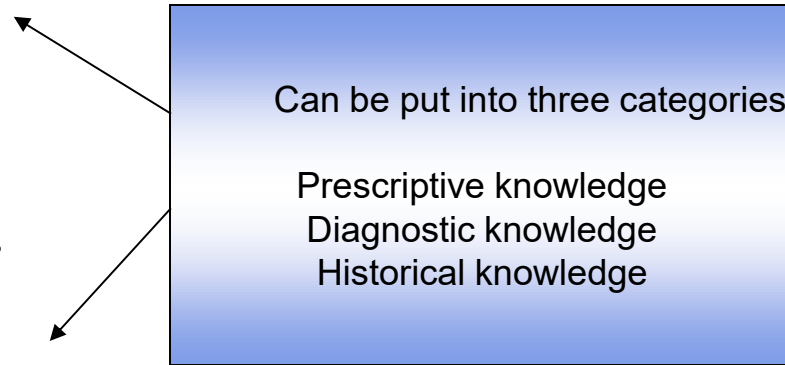 Can be put into three categories
Prescriptive knowledge
Diagnostic knowledge
Historical knowledge